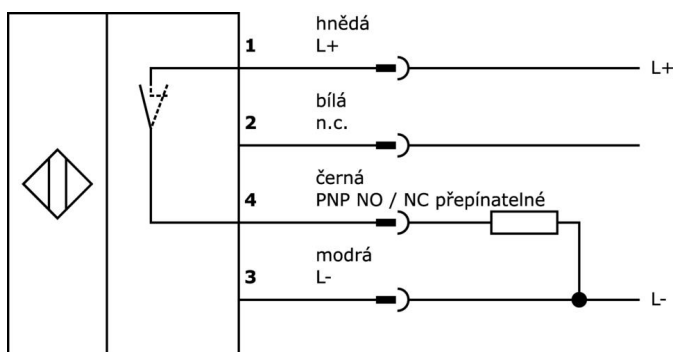 hnědá
1 L+
L+
bílá
2 n.c.
černá
4 PNP NO / NC přepínatelné
modrá
3 L-
L-